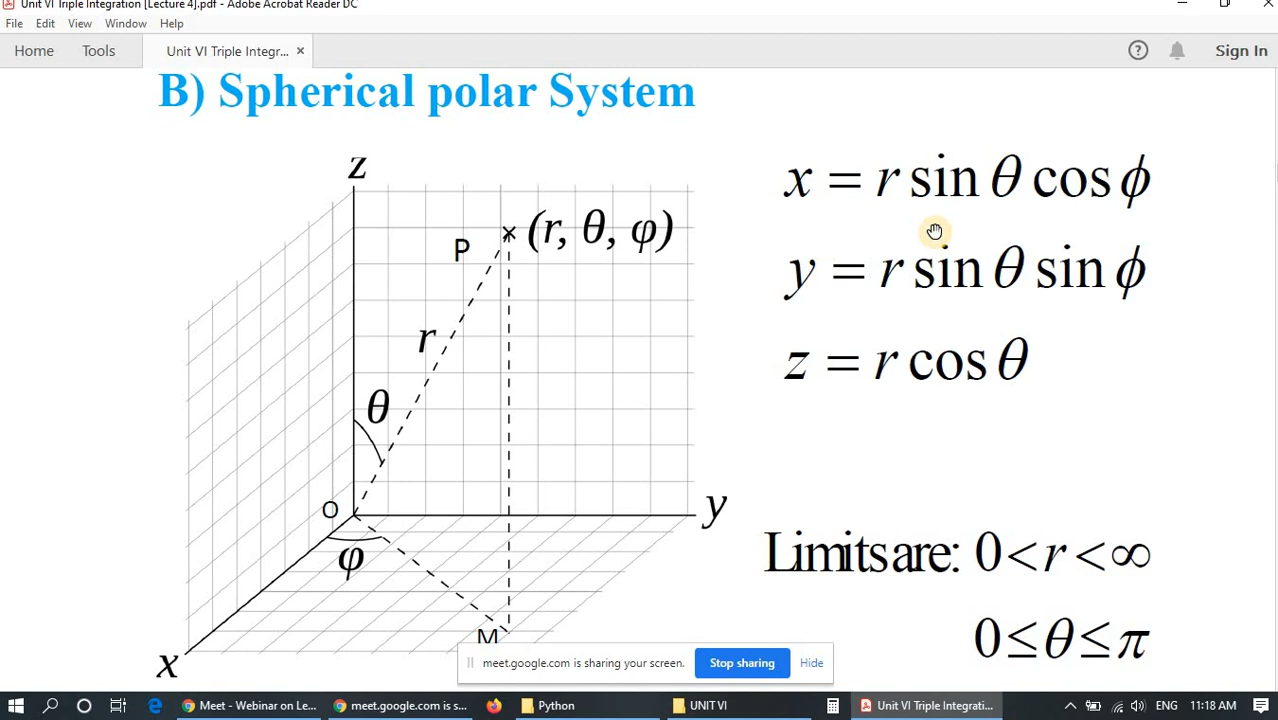 Unit VI Triple Integration [Lecture 4].pdf - Adobe Acrobat Reader DC
File Edit View Window Help
Home Tools Unit VI Triple Integr... × Sign In
B) Spherical polar System
z
x = r sin θ cos ϕ
P × (r, θ, φ)
y = r sin θ sin ϕ
r
z = r cos θ
θ
O
y
φ
Limits are: 0 < r < ∞
M
0 ≤ θ ≤ π
x
meet.google.com is sharing your screen. Stop sharing Hide
Meet - Webinar on Le... meet.google.com is s... Python UNIT VI Unit VI Triple Integrati... ENG 11:18 AM